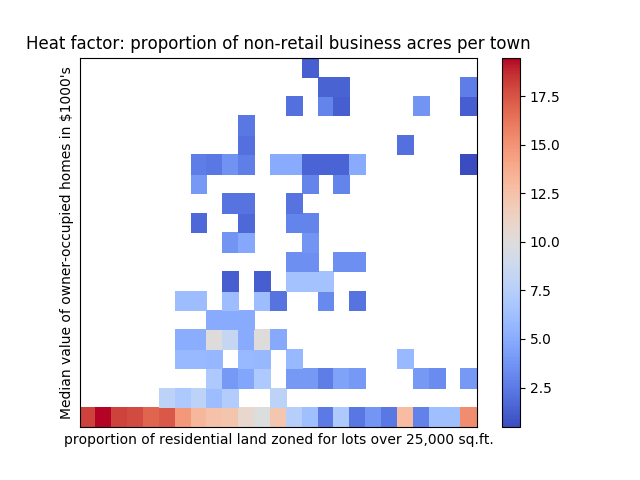 Heat factor: proportion of non-retail business acres per town
Median value of owner-occupied homes in $1000's
17.5
15.0
12.5
10.0
7.5
5.0
2.5
proportion of residential land zoned for lots over 25,000 sq.ft.